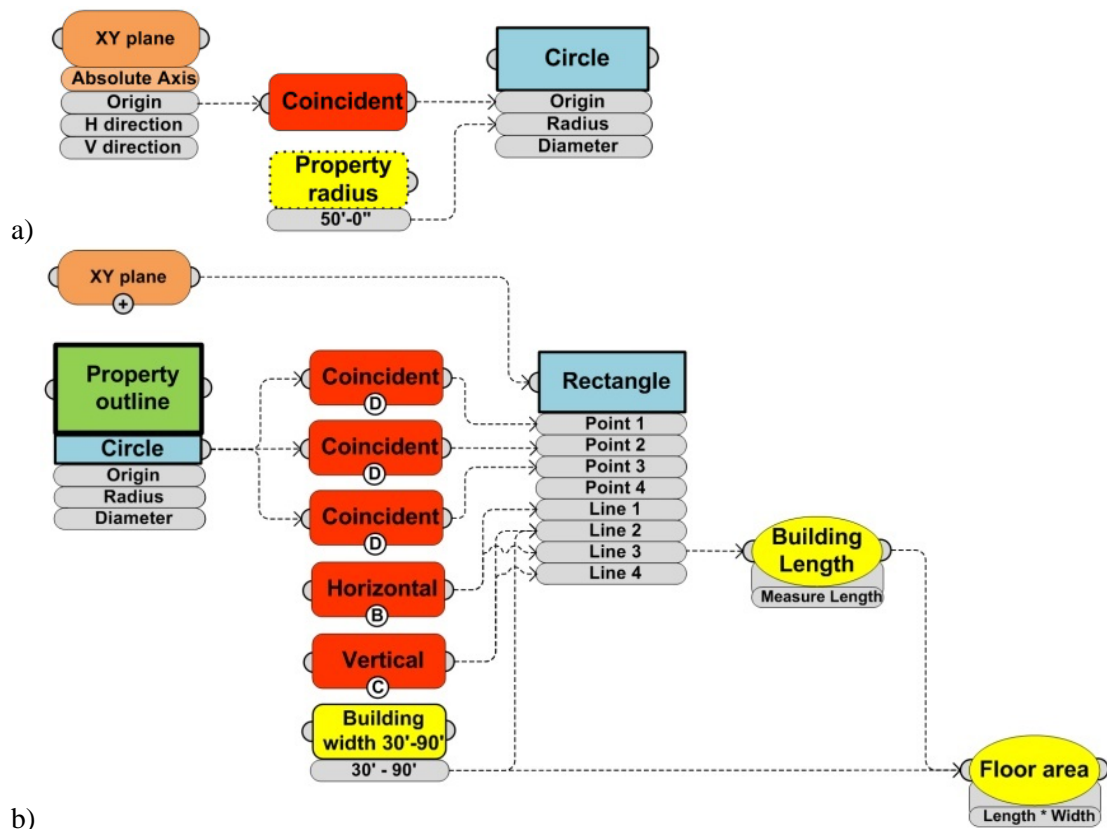 XY plane
Absolute Axis
Origin
H direction
V direction
Coincident
Property
radius
50'-0"
Circle
Origin
Radius
Diameter
a)
XY plane
+
Property
outline
Circle
Origin
Radius
Diameter
Coincident
D
Coincident
D
Coincident
D
Horizontal
B
Vertical
C
Building
width 30'-90'
30' - 90'
Rectangle
Point 1
Point 2
Point 3
Point 4
Line 1
Line 2
Line 3
Line 4
Building
Length
Measure Length
Floor area
Length * Width
b)